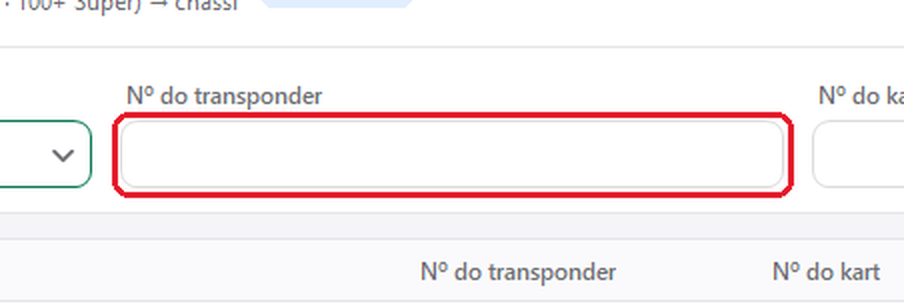 · 100+ Super) → chassi
Nº do transponder
Nº do ka
Nº do transponder
Nº do kart